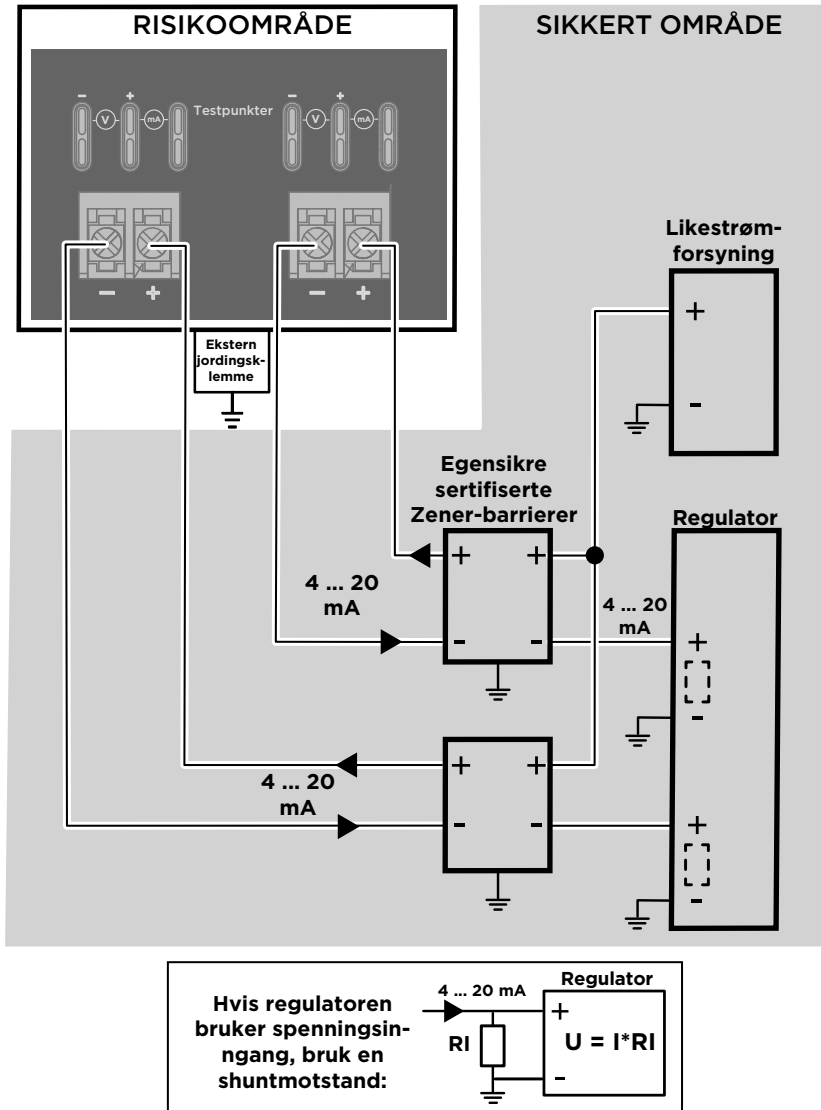 RISIKOOMRÅDE
SIKKERT OMRÅDE
- + Testpunkter - +
V mA V mA
- + - +
Ekstern
jordingsk-
lemme
Likestrøm-
forsyning
+
-
Egensikre
sertifiserte
Zener-barrierer
Regulator
+ +
4 ... 20
mA
4 ... 20
mA
- -
+
-
+ +
4 ... 20
mA
- -
+
-
Hvis regulatoren
bruker spenningsin-
ngang, bruk en
shuntmotstand:
4 ... 20 mA
Regulator
+
RI
U = I*RI
-